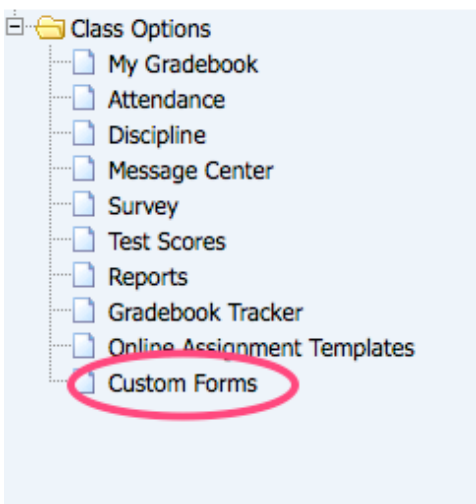 Class Options
My Gradebook
Attendance
Discipline
Message Center
Survey
Test Scores
Reports
Gradebook Tracker
Online Assignment Templates
Custom Forms